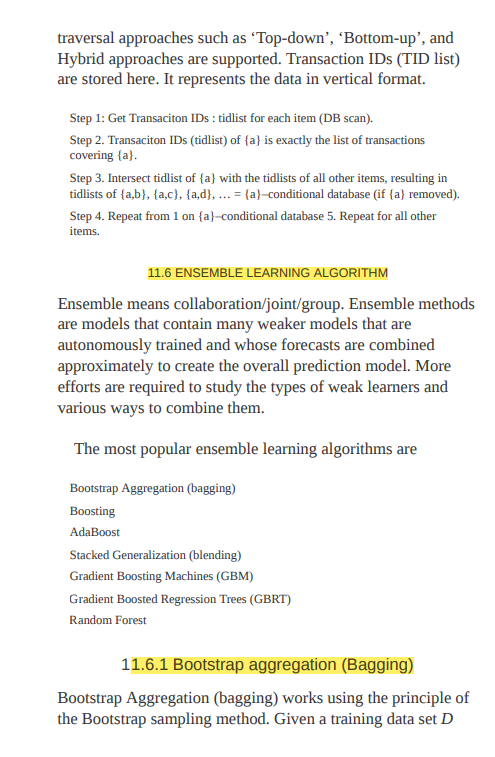 traversal approaches such as ‘Top-down’, ‘Bottom-up’, and
Hybrid approaches are supported. Transaction IDs (TID list)
are stored here. It represents the data in vertical format.
Step 1: Get Transaciton IDs : tidlist for each item (DB scan).
Step 2. Transaciton IDs (tidlist) of {a} is exactly the list of transactions
covering {a}.
Step 3. Intersect tidlist of {a} with the tidlists of all other items, resulting in
tidlists of {a,b}, {a,c}, {a,d}, … = {a}–conditional database (if {a} removed).
Step 4. Repeat from 1 on {a}–conditional database 5. Repeat for all other
items.
11.6 ENSEMBLE LEARNING ALGORITHM
Ensemble means collaboration/joint/group. Ensemble methods
are models that contain many weaker models that are
autonomously trained and whose forecasts are combined
approximately to create the overall prediction model. More
efforts are required to study the types of weak learners and
various ways to combine them.
The most popular ensemble learning algorithms are
Bootstrap Aggregation (bagging)
Boosting
AdaBoost
Stacked Generalization (blending)
Gradient Boosting Machines (GBM)
Gradient Boosted Regression Trees (GBRT)
Random Forest
11.6.1 Bootstrap aggregation (Bagging)
Bootstrap Aggregation (bagging) works using the principle of
the Bootstrap sampling method. Given a training data set D